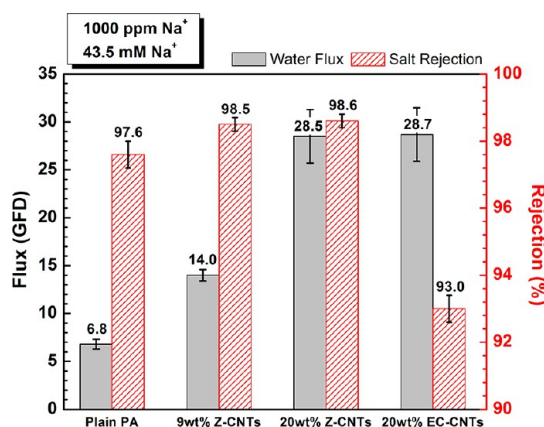 1000 ppm Na⁺
43.5 mM Na⁺
Water Flux
Salt Rejection
35
30
25
20
15
10
5
0
Flux (GFD)
100
98
96
94
92
90
Rejection (%)
6.8
97.6
14.0
98.5
28.5
98.6
28.7
93.0
Plain PA
9wt% Z-CNTs
20wt% Z-CNTs
20wt% EC-CNTs